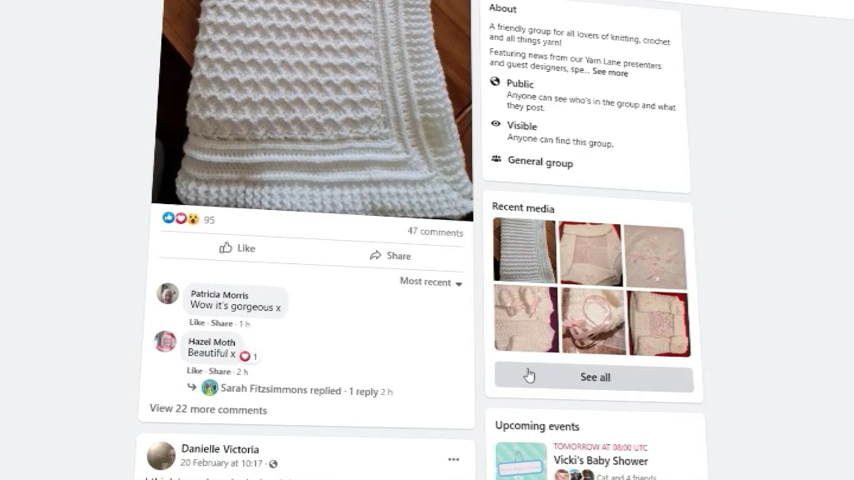 95
47 comments
Like
Share
Most recent
Patricia Morris
Wow it's gorgeous x
Like · Share · 1 h
Hazel Moth
Beautiful x
1
Like · Share · 2 h
Sarah Fitzsimmons replied · 1 reply 2 h
View 22 more comments
Danielle Victoria
20 February at 10:17 ·
About
A friendly group for all lovers of knitting, crochet
and all things yarn!
Featuring news from our Yarn Lane presenters
and guest designers, spe... See more
Public
Anyone can see who's in the group and what
they post.
Visible
Anyone can find this group.
General group
Recent media
See all
Upcoming events
TOMORROW AT 08:00 UTC
Vicki's Baby Shower
Cat and 4 friends